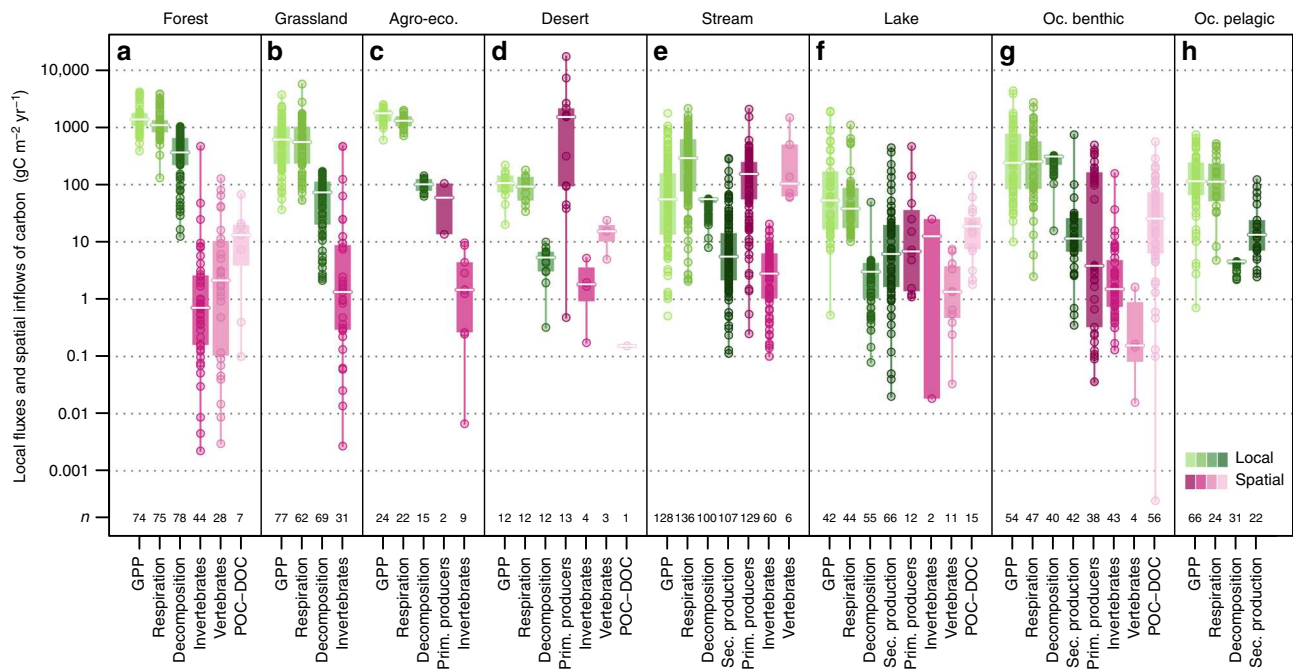 Forest Grassland Agro-eco. Desert Stream Lake Oc. benthic Oc. pelagic
a b c d e f g h
Local fluxes and spatial inflows of carbon (gC m⁻² yr⁻¹)
10,000
1000
100
10
1
0.1
0.01
0.001
Local
Spatial
n 74 75 78 44 28 7 77 62 69 31 24 22 15 2 9 12 12 12 13 4 3 1 128 136 100 107 129 60 6 42 44 55 66 12 2 11 15 54 47 40 42 38 43 4 56 66 24 31 22
GPP Respiration Decomposition Invertebrates Vertebrates POC–DOC GPP Respiration Decomposition Invertebrates GPP Respiration Decomposition Prim. producers Invertebrates GPP Respiration Decomposition Prim. producers Invertebrates Vertebrates POC–DOC GPP Respiration Decomposition Sec. production Prim. producers Invertebrates Vertebrates GPP Respiration Decomposition Sec. production Prim. producers Invertebrates Vertebrates POC–DOC GPP Respiration Decomposition Sec. production Prim. producers Invertebrates Vertebrates POC–DOC GPP Respiration Decomposition Sec. production